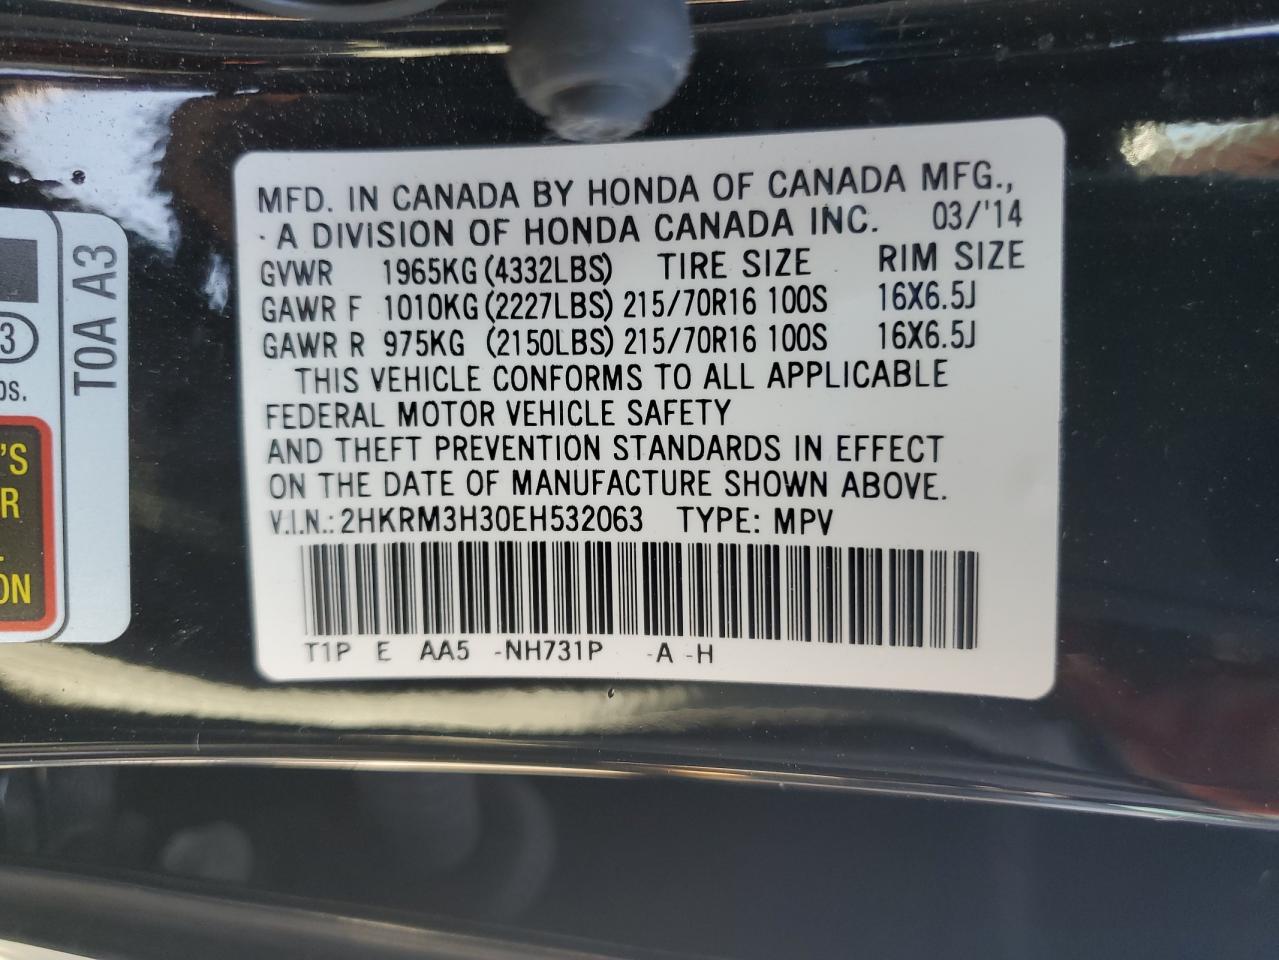 MFD. IN CANADA BY HONDA OF CANADA MFG.,
A DIVISION OF HONDA CANADA INC. 03/'14
GVWR 1965KG (4332LBS) TIRE SIZE RIM SIZE
GAWR F 1010KG (2227LBS) 215/70R16 100S 16X6.5J
GAWR R 975KG (2150LBS) 215/70R16 100S 16X6.5J
THIS VEHICLE CONFORMS TO ALL APPLICABLE
FEDERAL MOTOR VEHICLE SAFETY
AND THEFT PREVENTION STANDARDS IN EFFECT
ON THE DATE OF MANUFACTURE SHOWN ABOVE.
V.I.N.: 2HKRM3H30EH532063 TYPE: MPV
T1P E AA5 -NH731P -A -H
T0A A3
3
'S
R
ON